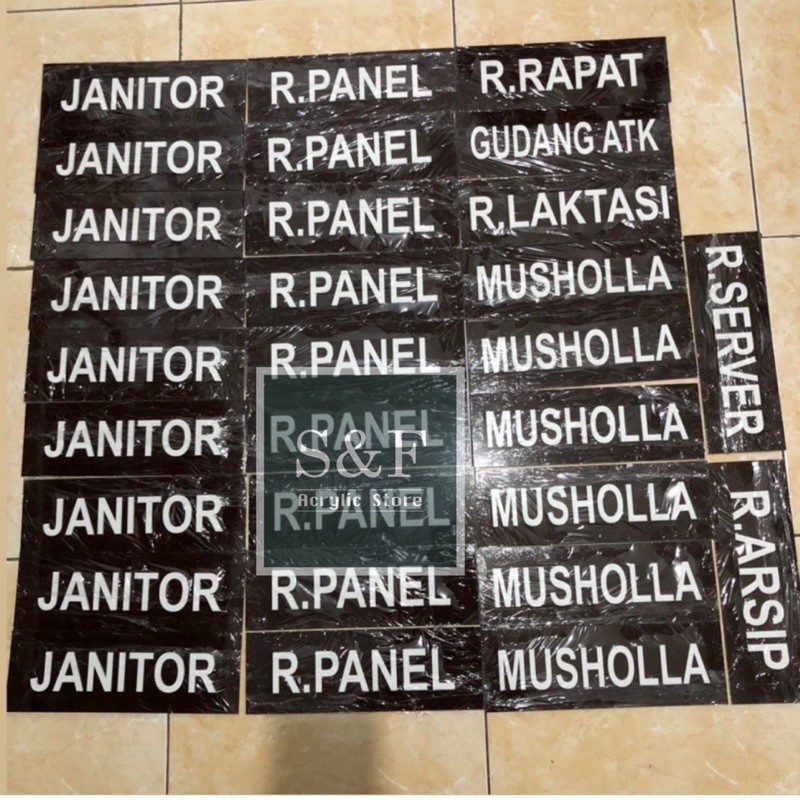 JANITOR
R.PANEL
R.RAPAT
JANITOR
R.PANEL
GUDANG ATK
JANITOR
R.PANEL
R.LAKTASI
JANITOR
R.PANEL
MUSHOLLA
R.SERVER
JANITOR
R.PANEL
MUSHOLLA
JANITOR
R.PANEL
MUSHOLLA
S&F
Acrylic Store
JANITOR
R.PANEL
MUSHOLLA
R.ARSIP
JANITOR
R.PANEL
MUSHOLLA
JANITOR
R.PANEL
MUSHOLLA